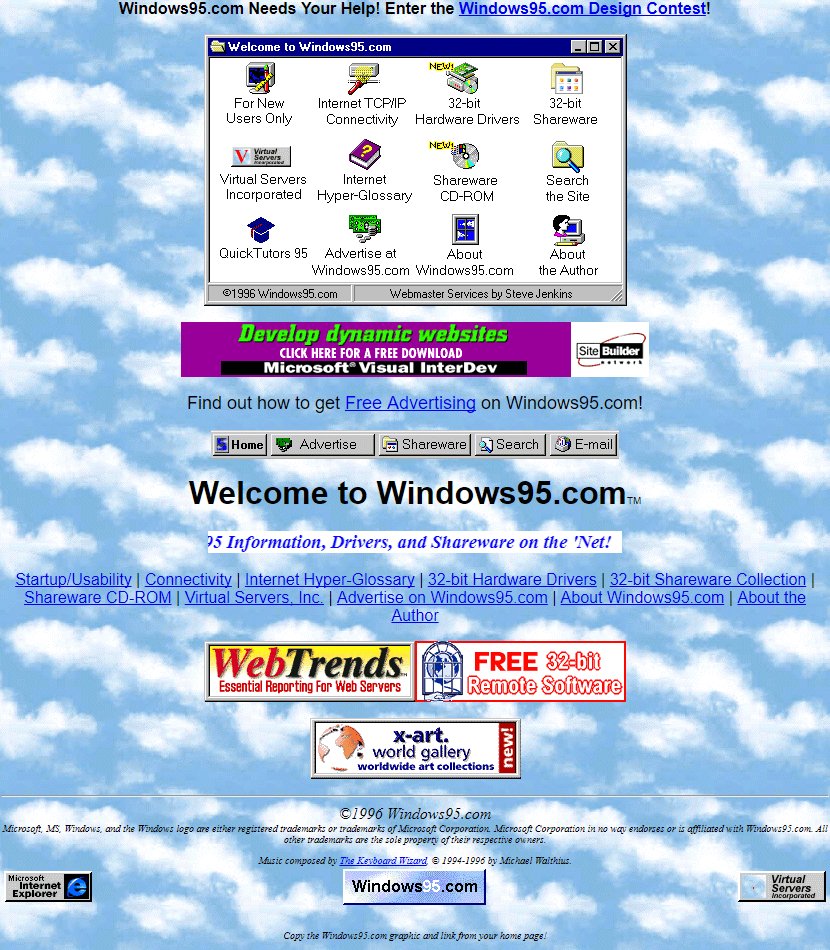 Windows95.com Needs Your Help! Enter the Windows95.com Design Contest!
Welcome to Windows95.com
For New
Users Only
Internet TCP/IP
Connectivity
NEW!
32-bit
Hardware Drivers
32-bit
Shareware
V Virtual Servers Incorporated
Virtual Servers
Incorporated
Internet
Hyper-Glossary
NEW!
Shareware
CD-ROM
Search
the Site
QuickTutors 95
Advertise at
Windows95.com
About
Windows95.com
About
the Author
©1996 Windows95.com
Webmaster Services by Steve Jenkins
Develop dynamic websites
CLICK HERE FOR A FREE DOWNLOAD
Microsoft® Visual InterDev
Site Builder
network
Find out how to get Free Advertising on Windows95.com!
Home Advertise Shareware Search E-mail
Welcome to Windows95.com™
95 Information, Drivers, and Shareware on the 'Net!
Startup/Usability | Connectivity | Internet Hyper-Glossary | 32-bit Hardware Drivers | 32-bit Shareware Collection |
Shareware CD-ROM | Virtual Servers, Inc. | Advertise on Windows95.com | About Windows95.com | About the
Author
WebTrends™
Essential Reporting For Web Servers
FREE 32-bit
Remote Software
x-art.
world gallery
worldwide art collections
new!
©1996 Windows95.com
Microsoft, MS, Windows, and the Windows logo are either registered trademarks or trademarks of Microsoft Corporation. Microsoft Corporation in no way endorses or is affiliated with Windows95.com. All
other trademarks are the sole property of their respective owners.
Music composed by The Keyboard Wizard, © 1994-1996 by Michael Walthius.
Microsoft
Internet
Explorer
Windows95.com
Virtual
Servers
Incorporated
Copy the Windows95.com graphic and link from your home page!